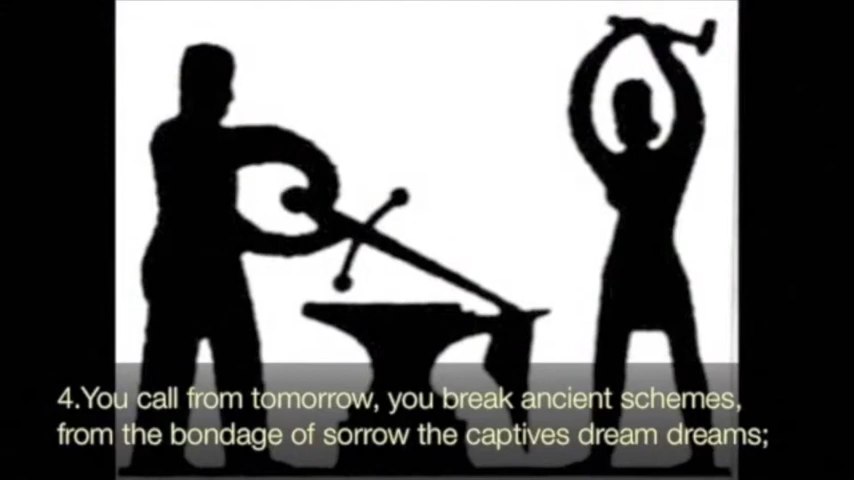 4.You call from tomorrow, you break ancient schemes,
from the bondage of sorrow the captives dream dreams;